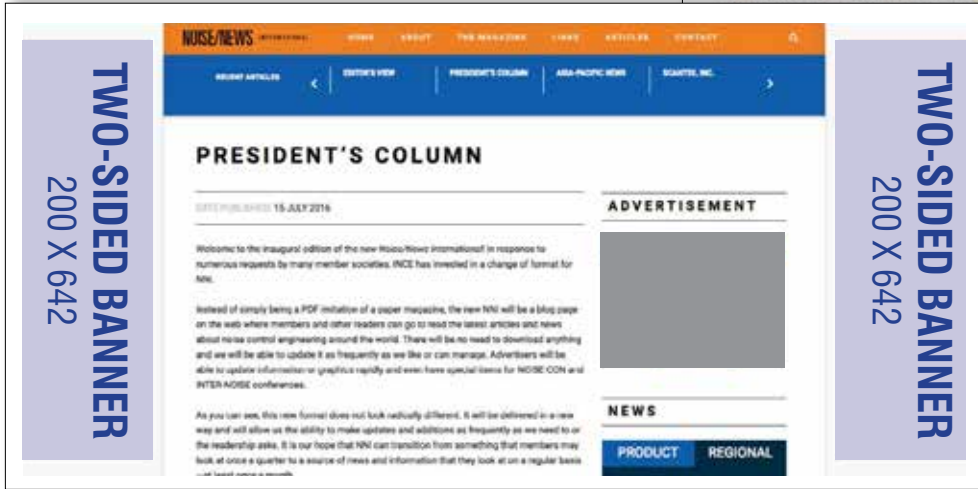 TWO-SIDED BANNER
200 X 642
NOISE/NEWS INTERNATIONAL HOME ABOUT THE MAGAZINE LINKS ARTICLES CONTACT
RECENT ARTICLES EDITOR'S VIEW PRESIDENT'S COLUMN ASIA-PACIFIC NEWS SCANTEK, INC.
PRESIDENT'S COLUMN
DATE PUBLISHED 15 JULY 2016
Welcome to the inaugural edition of the new Noise/News International! In response to
numerous requests by many member societies, INCE has invested in a change of format for
NNI.
Instead of simply being a PDF imitation of a paper magazine, the new NNI will be a blog page
on the web where members and other readers can go to read the latest articles and news
about noise control engineering around the world. There will be no need to download anything
and we will be able to update it as frequently as we like or can manage. Advertisers will be
able to update information or graphics rapidly and even have special items for NOISE-CON and
INTER-NOISE conferences.
As you can see, this new format does not look radically different. It will be delivered in a new
way and will allow us the ability to make updates and additions as frequently as we need to or
the readership asks. It is our hope that NNI can transition from something that members may
look at once a quarter to a source of news and information that they look at on a regular basis
—at least once a month.
ADVERTISEMENT
NEWS
PRODUCT REGIONAL
TWO-SIDED BANNER
200 X 642